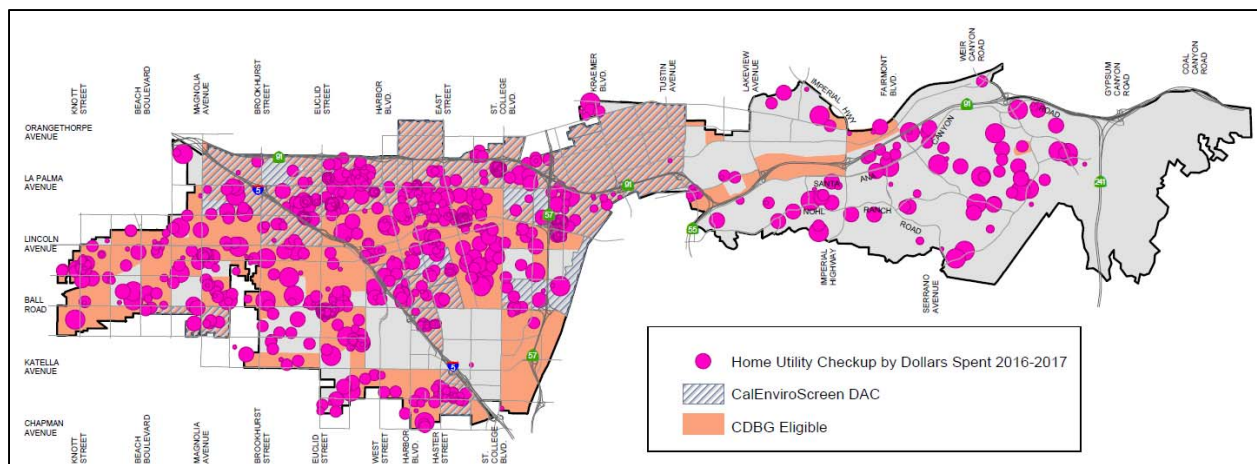 KNOTT
STREET
BEACH
BOULEVARD
MAGNOLIA
AVENUE
BROOKHURST
STREET
EUCLID
STREET
HARBOR
BLVD.
EAST
STREET
ST.
COLLEGE
BLVD.
KRAEMER
BLVD.
TUSTIN
AVENUE
LAKEVIEW
AVENUE
IMPERIAL HWY
FAIRMONT
BLVD.
WEIR
CANYON
ROAD
GYPSUM
CANYON
ROAD
COAL
CANYON
ROAD
ORANGETHORPE
AVENUE
LA PALMA
AVENUE
LINCOLN
AVENUE
BALL
ROAD
KATELLA
AVENUE
CHAPMAN
AVENUE
91
5
57
91
55
91
241
5
57
SANTA
ANA
CANYON
ROAD
NOHL
RANCH
ROAD
IMPERIAL
HIGHWAY
SERRANO
AVENUE
KNOTT
STREET
BEACH
BOULEVARD
MAGNOLIA
AVENUE
BROOKHURST
STREET
EUCLID
STREET
WEST
STREET
HARBOR
BLVD.
HASTER
STREET
ST.
COLLEGE
BLVD.
Home Utility Checkup by Dollars Spent 2016-2017
CalEnviroScreen DAC
CDBG Eligible